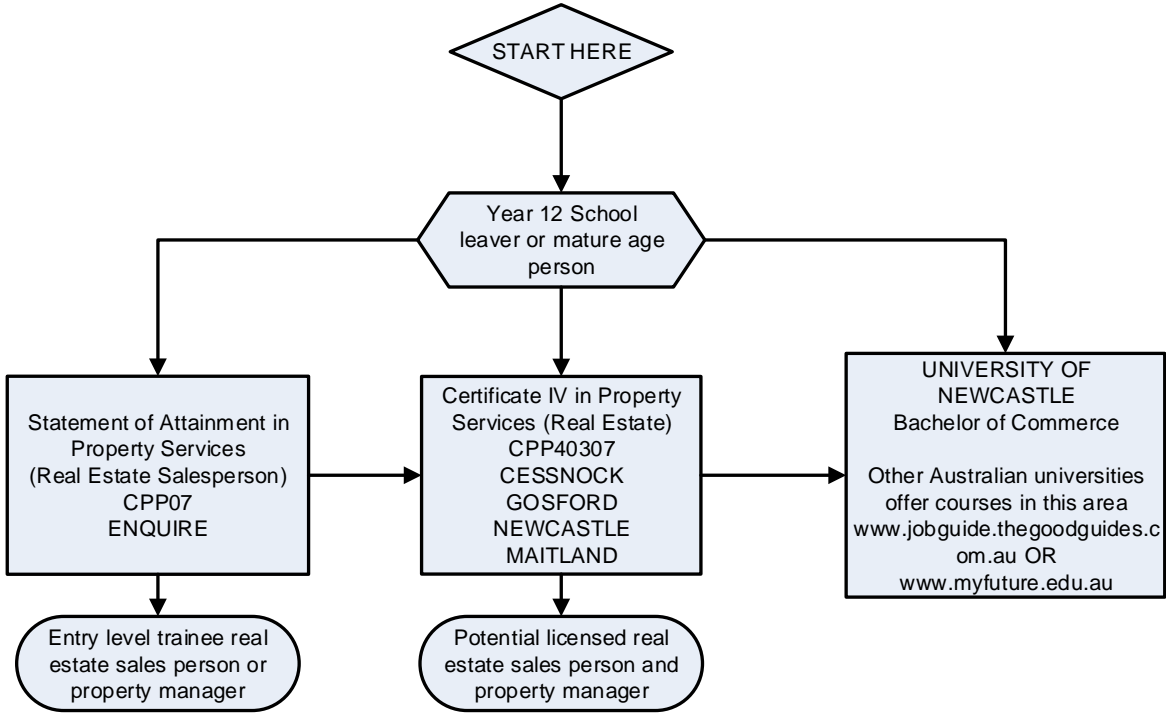 START HERE
Year 12 School
leaver or mature age
person
Statement of Attainment in
Property Services
(Real Estate Salesperson)
CPP07
ENQUIRE
Certificate IV in Property
Services (Real Estate)
CPP40307
CESSNOCK
GOSFORD
NEWCASTLE
MAITLAND
UNIVERSITY OF
NEWCASTLE
Bachelor of Commerce
Other Australian universities
offer courses in this area
www.jobguide.thegoodguides.c
om.au OR
www.myfuture.edu.au
Entry level trainee real
estate sales person or
property manager
Potential licensed real
estate sales person and
property manager